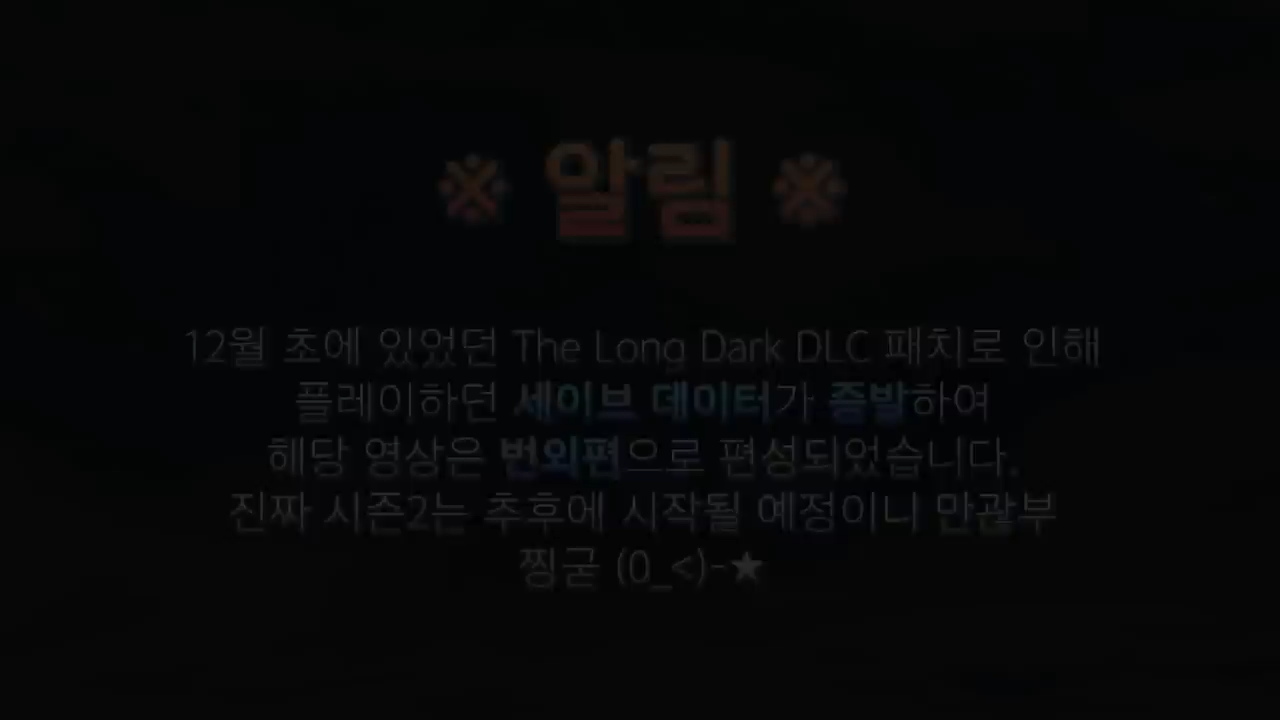 ※ 알림 ※
12월 초에 있었던 The Long Dark DLC 패치로 인해
플레이하던 세이브 데이터가 증발하여
해당 영상은 번외편으로 편성되었습니다.
진짜 시즌2는 추후에 시작될 예정이니 만관부
찡굳 (0_<)-★